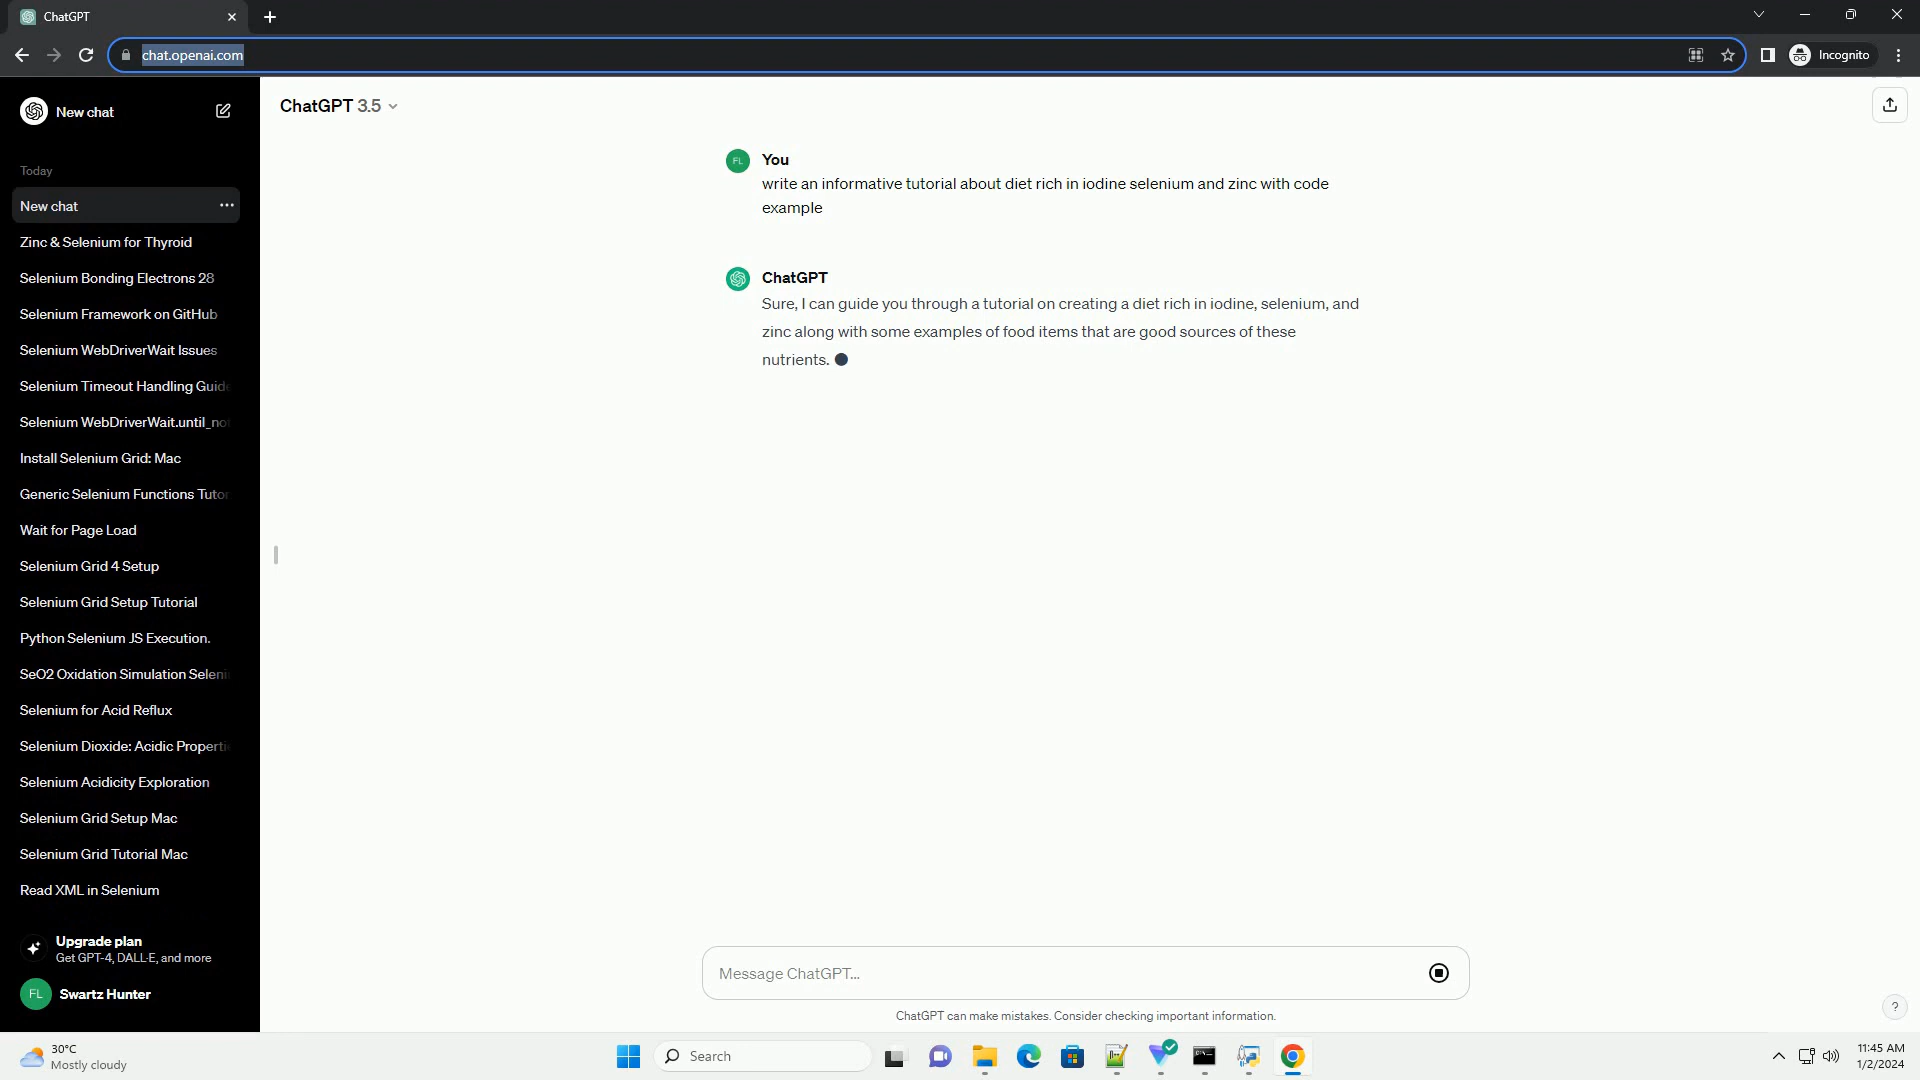 ChatGPT
chat.openai.com
Incognito
New chat
Today
New chat
Zinc & Selenium for Thyroid
Selenium Bonding Electrons 28
Selenium Framework on GitHub
Selenium WebDriverWait Issues
Selenium Timeout Handling Guide
Selenium WebDriverWait.until_no
Install Selenium Grid: Mac
Generic Selenium Functions Tutor
Wait for Page Load
Selenium Grid 4 Setup
Selenium Grid Setup Tutorial
Python Selenium JS Execution.
SeO2 Oxidation Simulation Seleni
Selenium for Acid Reflux
Selenium Dioxide: Acidic Properti
Selenium Acidicity Exploration
Selenium Grid Setup Mac
Selenium Grid Tutorial Mac
Read XML in Selenium
Upgrade plan
Get GPT-4, DALL·E, and more
FL Swartz Hunter
ChatGPT 3.5
FL You
write an informative tutorial about diet rich in iodine selenium and zinc with code
example
ChatGPT
Sure, I can guide you through a tutorial on creating a diet rich in iodine, selenium, and
zinc along with some examples of food items that are good sources of these
nutrients.
Message ChatGPT...
ChatGPT can make mistakes. Consider checking important information.
?
30°C
Mostly cloudy
Search
11:45 AM
1/2/2024